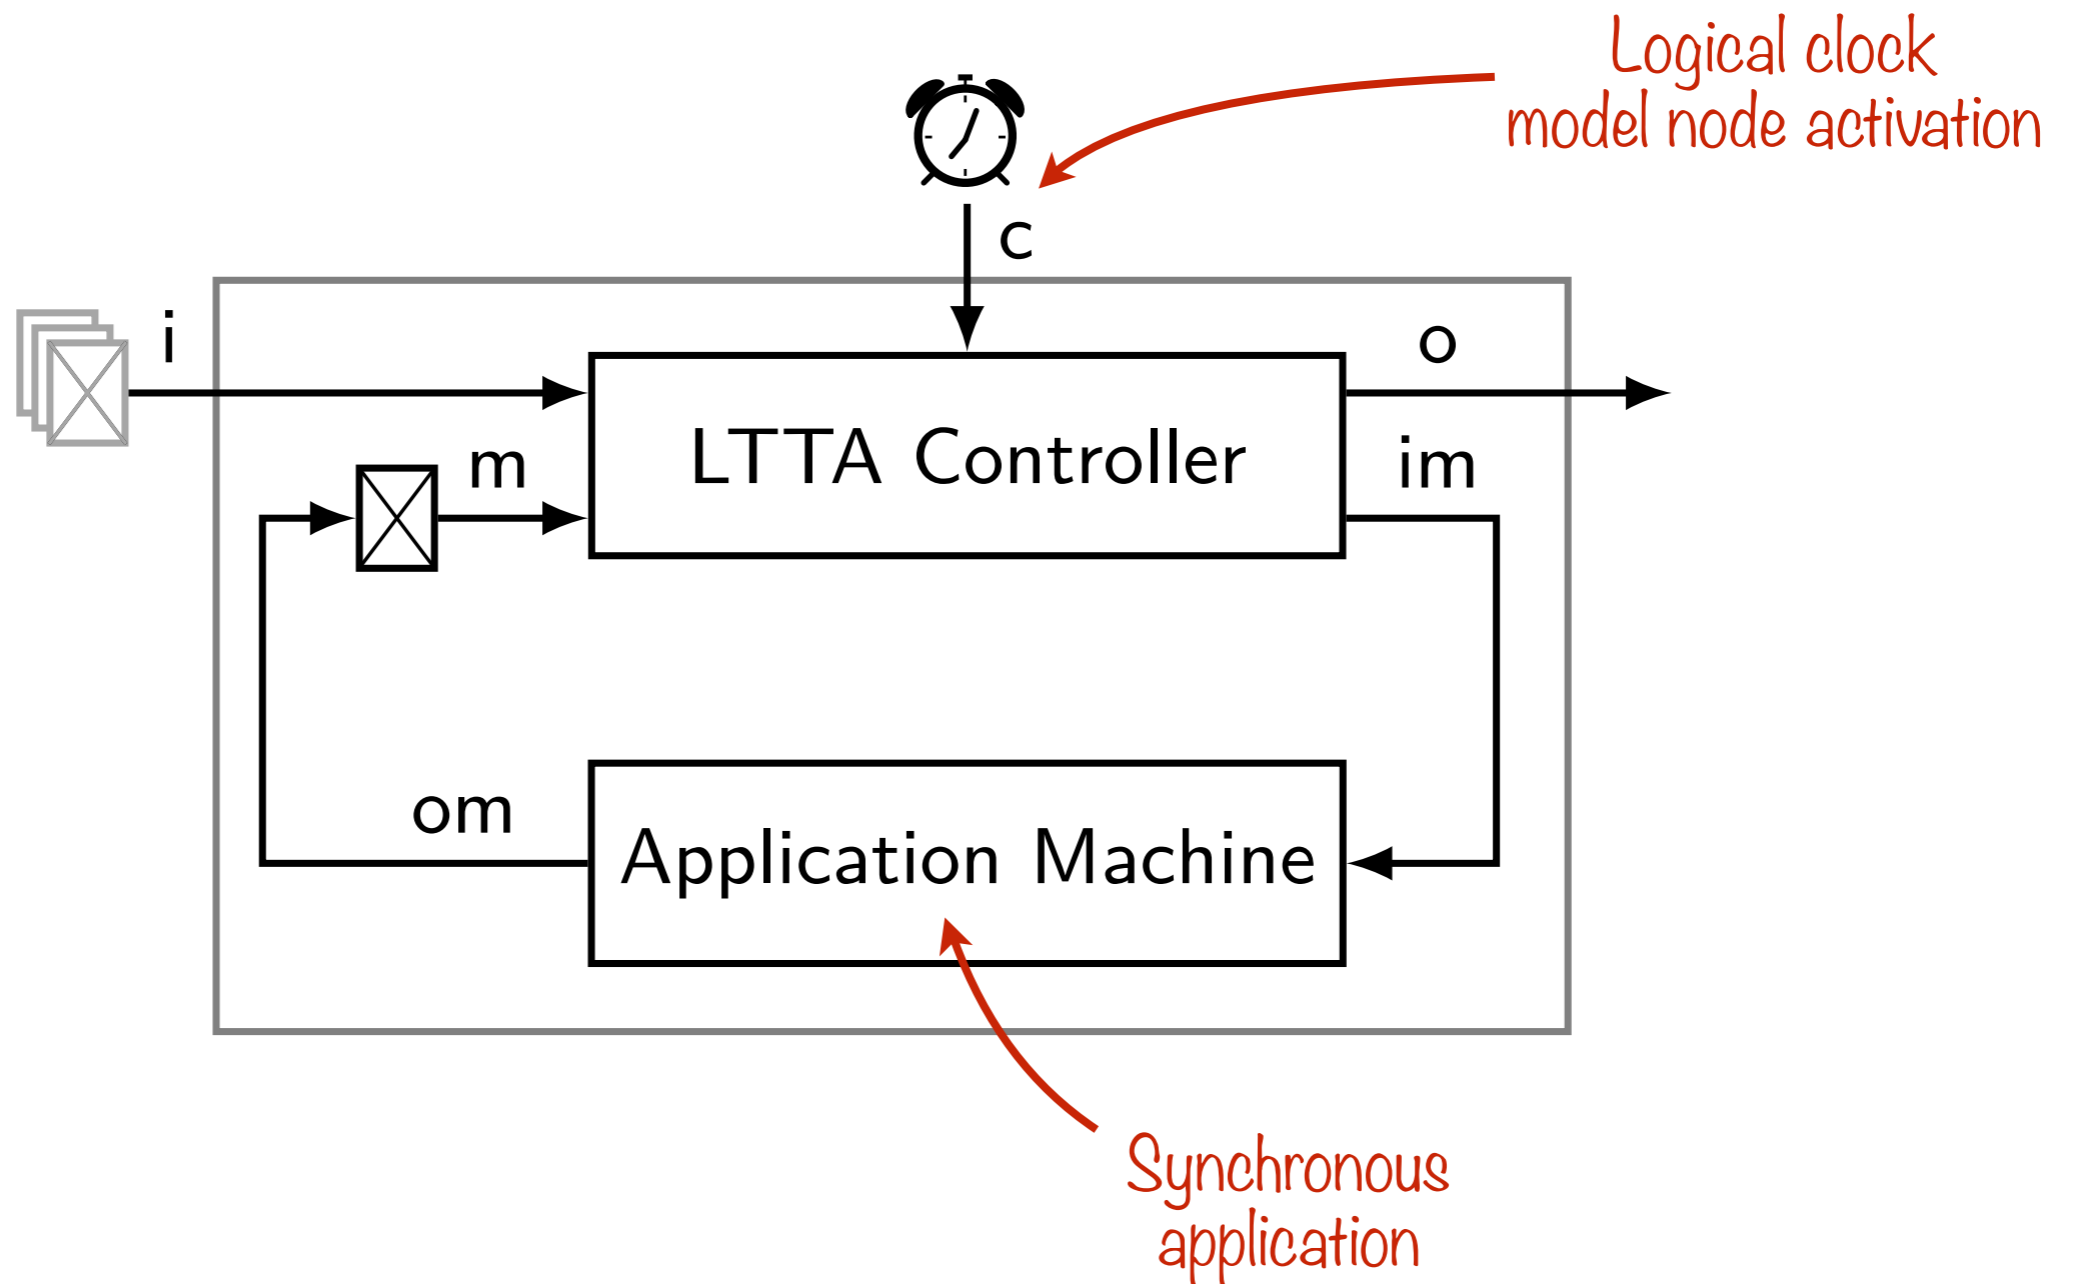 Logical clock
model node activation
c
i
o
m
LTTA Controller
im
om
Application Machine
Synchronous
application